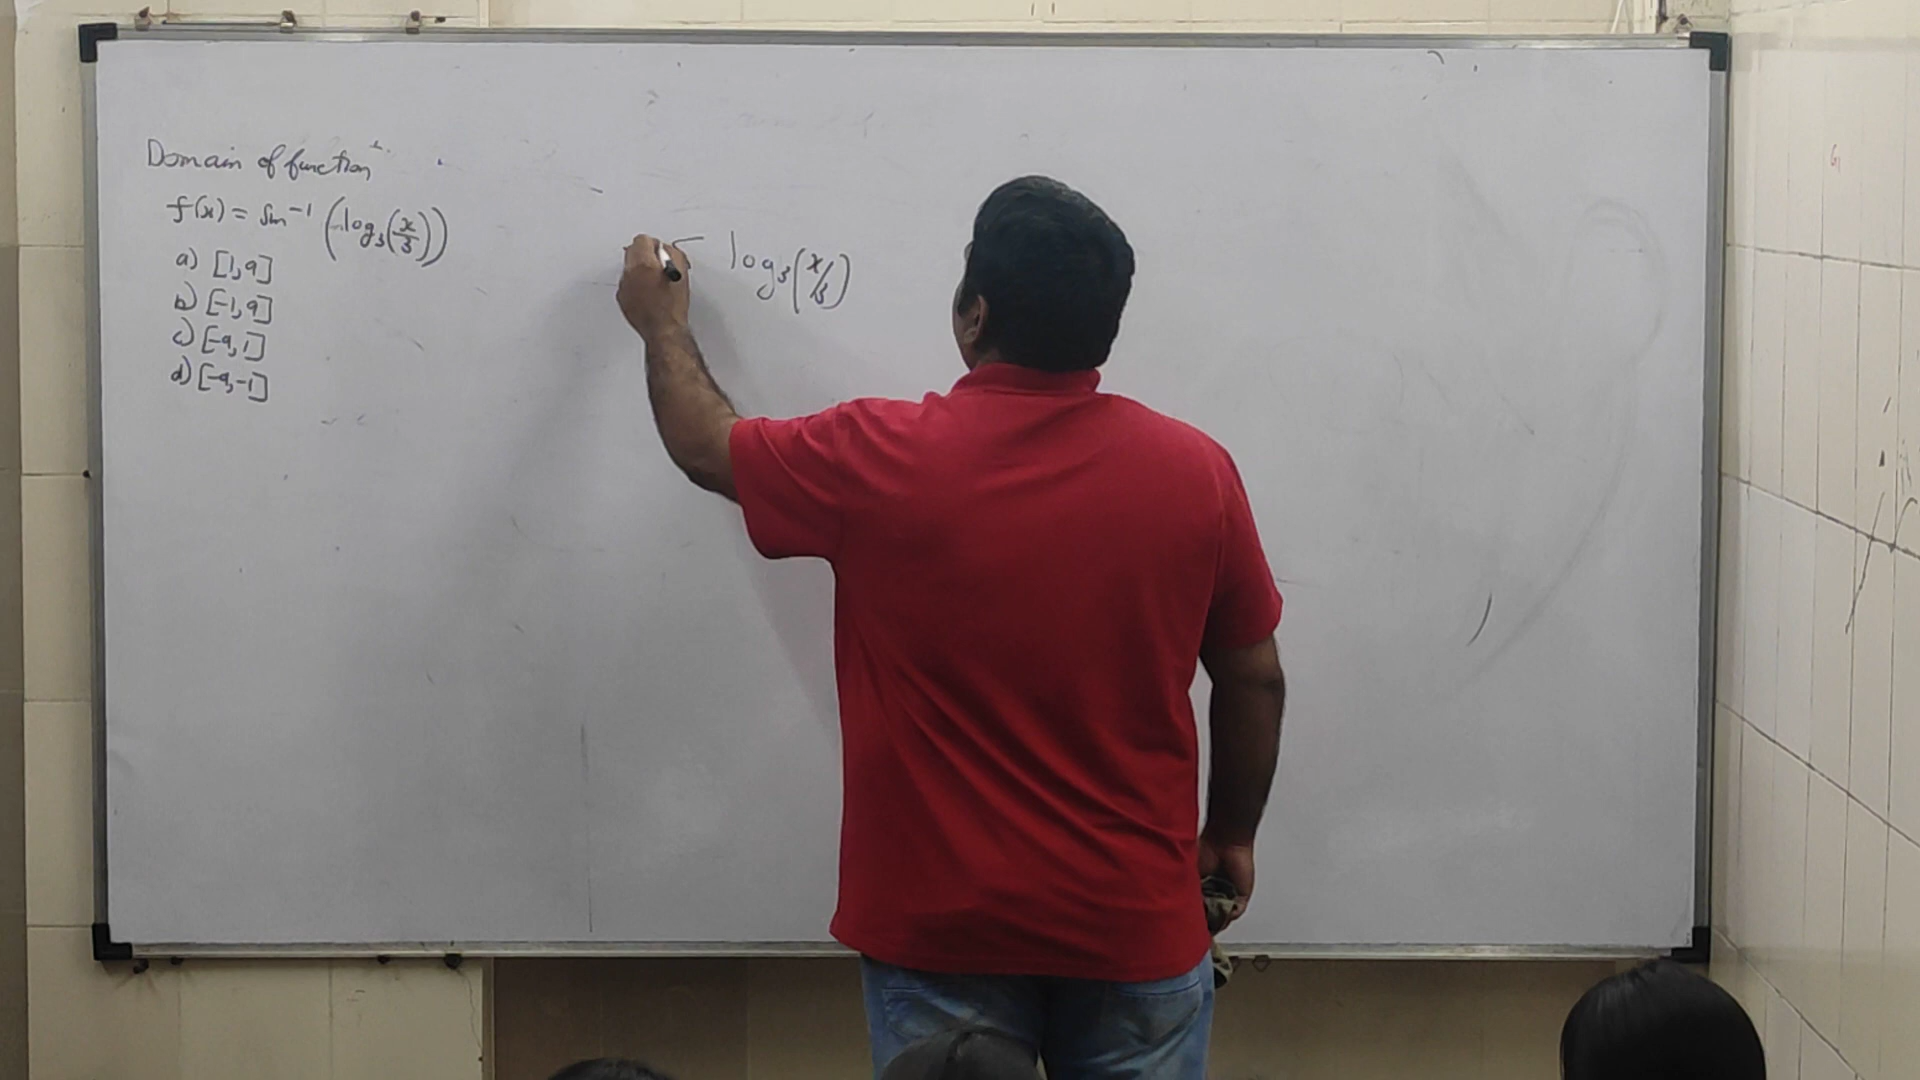 Domain of function
f(x) = Sin⁻¹ (log₃(x/3))
a) [1,9]
b) [-1,9]
c) [-9,1]
d) [-9,-1]
≤ log₃(x/3)